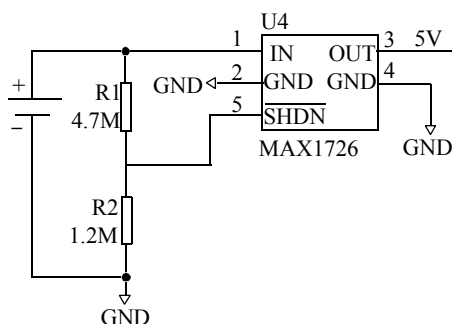 U4
1 IN OUT 3 5V
GND 2 GND GND 4
5 SHDN
MAX1726
GND
+
−
R1
4.7M
R2
1.2M
GND